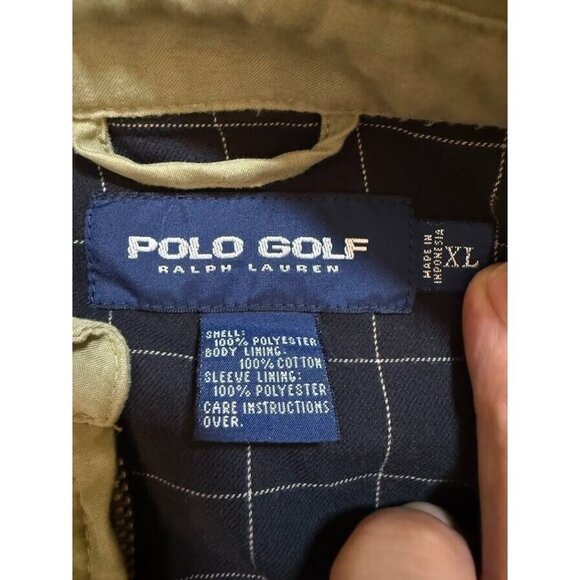 POLO GOLF
RALPH LAUREN
MADE IN
INDONESIA
XL
SHELL:
100% POLYESTER
BODY LINING:
100% COTTON
SLEEVE LINING:
100% POLYESTER
CARE INSTRUCTIONS
OVER.